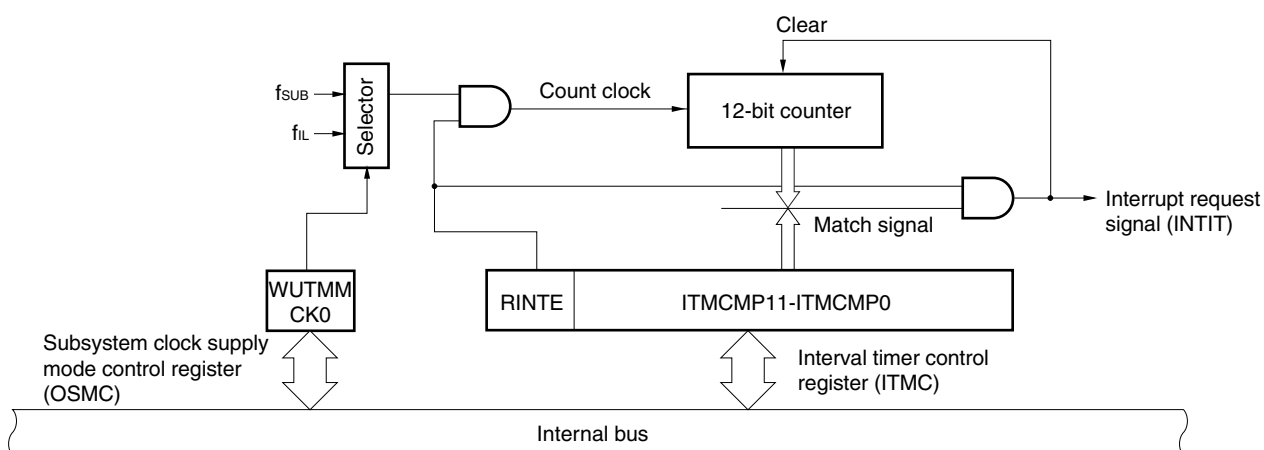 Clear
Selector
fSUB
fIL
Count clock
12-bit counter
Match signal
Interrupt request
signal (INTIT)
WUTMM
CK0
RINTE
ITMCMP11-ITMCMP0
Subsystem clock supply
mode control register
(OSMC)
Interval timer control
register (ITMC)
Internal bus